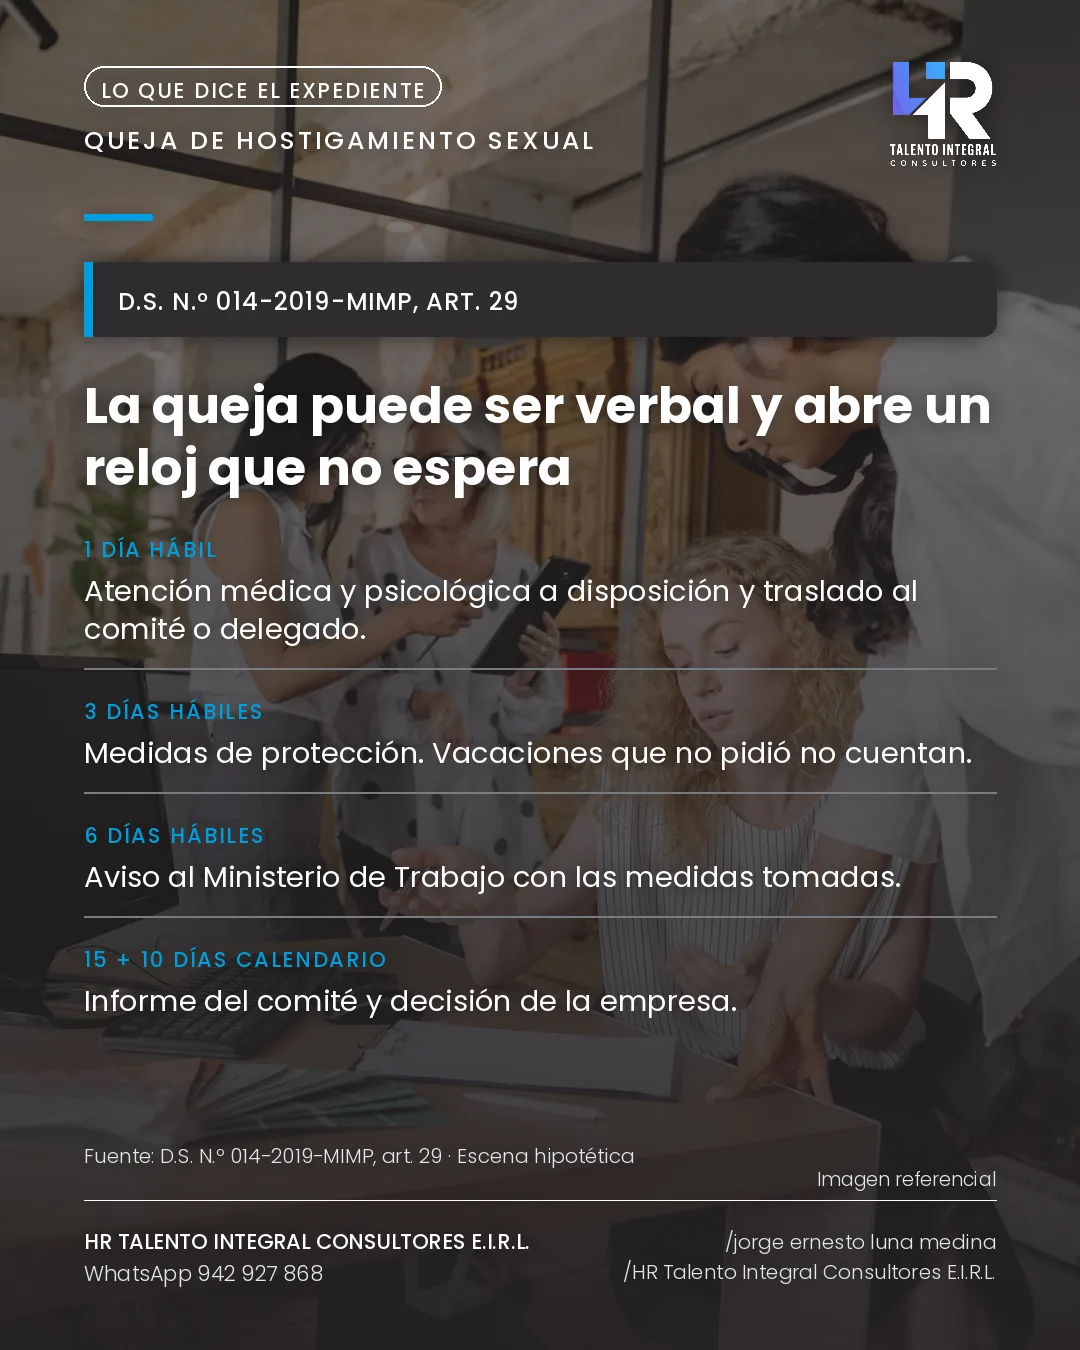 LO QUE DICE EL EXPEDIENTE
QUEJA DE HOSTIGAMIENTO SEXUAL
HR
TALENTO INTEGRAL
CONSULTORES
D.S. N.º 014-2019-MIMP, ART. 29
La queja puede ser verbal y abre un
reloj que no espera
1 DÍA HÁBIL
Atención médica y psicológica a disposición y traslado al
comité o delegado.
3 DÍAS HÁBILES
Medidas de protección. Vacaciones que no pidió no cuentan.
6 DÍAS HÁBILES
Aviso al Ministerio de Trabajo con las medidas tomadas.
15 + 10 DÍAS CALENDARIO
Informe del comité y decisión de la empresa.
Fuente: D.S. N.º 014-2019-MIMP, art. 29 · Escena hipotética
Imagen referencial
HR TALENTO INTEGRAL CONSULTORES E.I.R.L.
WhatsApp 942 927 868
/jorge ernesto luna medina
/HR Talento Integral Consultores E.I.R.L.